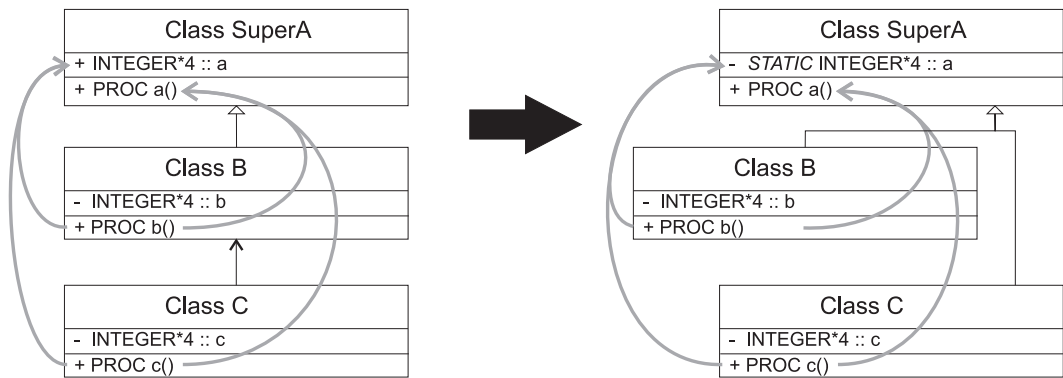 Class SuperA
+ INTEGER*4 :: a
+ PROC a()
Class B
- INTEGER*4 :: b
+ PROC b()
Class C
- INTEGER*4 :: c
+ PROC c()
Class SuperA
- STATIC INTEGER*4 :: a
+ PROC a()
Class B
- INTEGER*4 :: b
+ PROC b()
Class C
- INTEGER*4 :: c
+ PROC c()